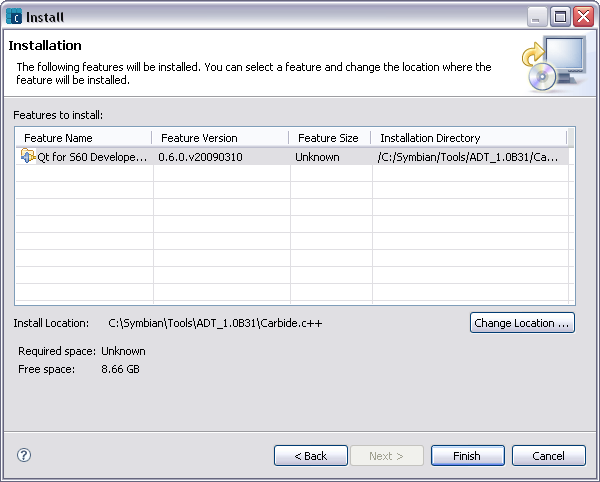 Install
Installation
The following features will be installed. You can select a feature and change the location where the
feature will be installed.
Features to install:
Feature Name Feature Version Feature Size Installation Directory
Qt for S60 Develope... 0.6.0.v20090310 Unknown /C:/Symbian/Tools/ADT_1.0B31/Ca...
Install Location: C:\Symbian\Tools\ADT_1.0B31\Carbide.c++ Change Location ...
Required space: Unknown
Free space: 8.66 GB
? < Back Next > Finish Cancel